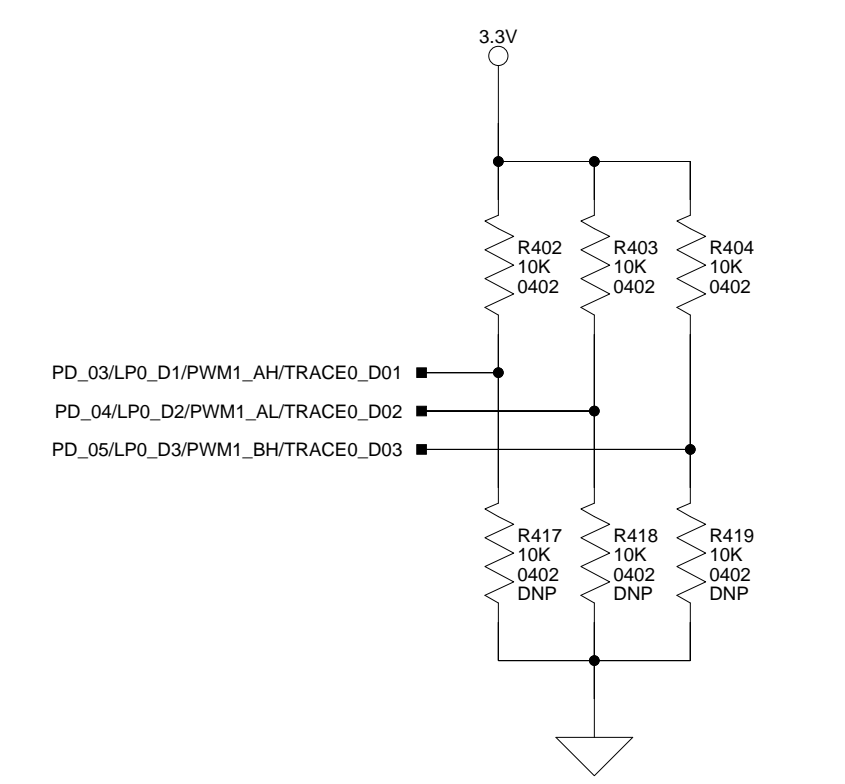 3.3V
R402
10K
0402
R403
10K
0402
R404
10K
0402
PD_03/LP0_D1/PWM1_AH/TRACE0_D01
PD_04/LP0_D2/PWM1_AL/TRACE0_D02
PD_05/LP0_D3/PWM1_BH/TRACE0_D03
R417
10K
0402
DNP
R418
10K
0402
DNP
R419
10K
0402
DNP